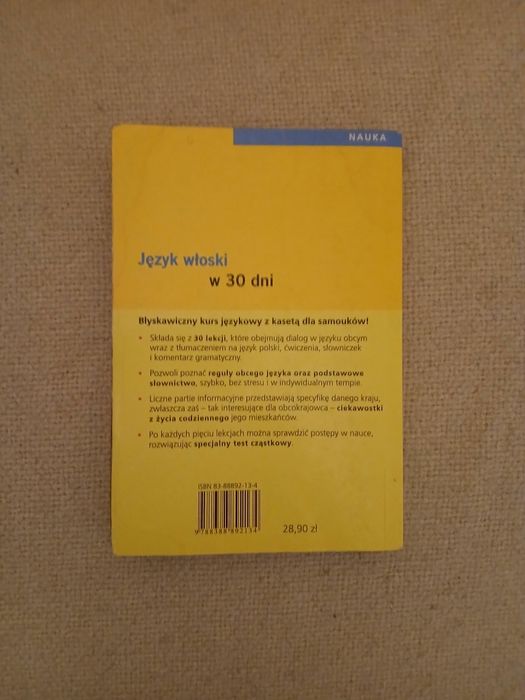 NAUKA
Język włoski
w 30 dni
Błyskawiczny kurs językowy z kasetą dla samouków!
• Składa się z 30 lekcji, które obejmują dialog w języku obcym
wraz z tłumaczeniem na język polski, ćwiczenia, słowniczek
i komentarz gramatyczny.
• Pozwoli poznać reguły obcego języka oraz podstawowe
słownictwo, szybko, bez stresu i w indywidualnym tempie.
• Liczne partie informacyjne przedstawiają specyfikę danego kraju,
zwłaszcza zaś – tak interesujące dla obcokrajowca – ciekawostki
z życia codziennego jego mieszkańców.
• Po każdych pięciu lekcjach można sprawdzić postępy w nauce,
rozwiązując specjalny test cząstkowy.
ISBN 83-88892-13-4
9 788388 892134
28,90 zł